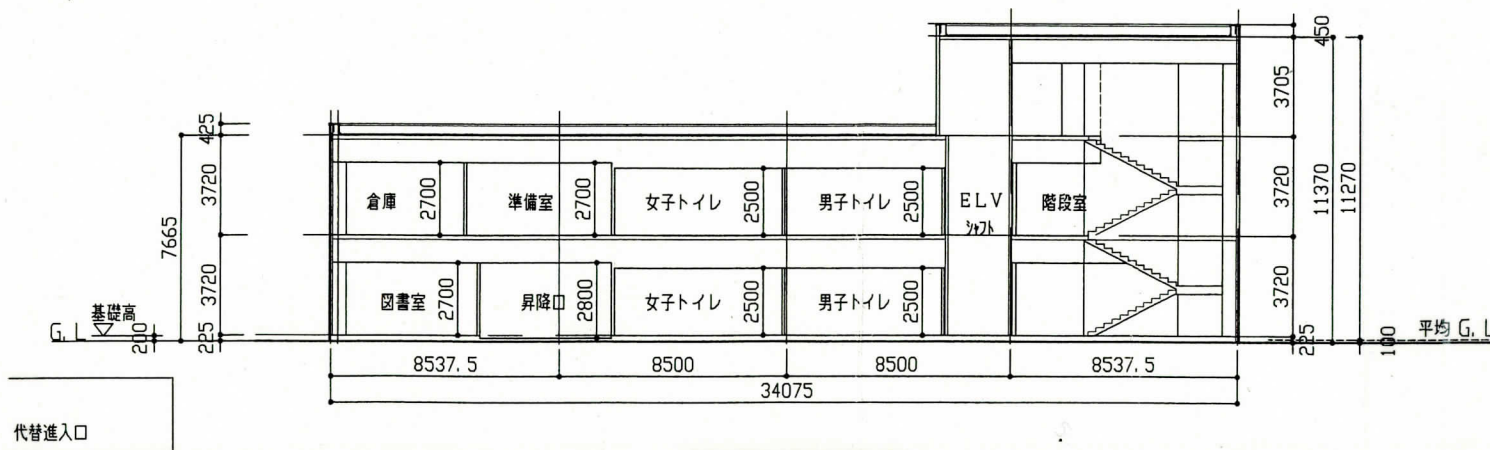 450
3705
425
3720
11370
11270
倉庫
2700
準備室
2700
女子トイレ
2500
男子トイレ
2500
ELV
シャフト
階段室
3720
7665
3720
図書室
2700
昇降口
2800
女子トイレ
2500
男子トイレ
2500
3720
基礎高
G.L
200
225
225
100
平均 G.L
8537.5
8500
8500
8537.5
34075
代替進入口